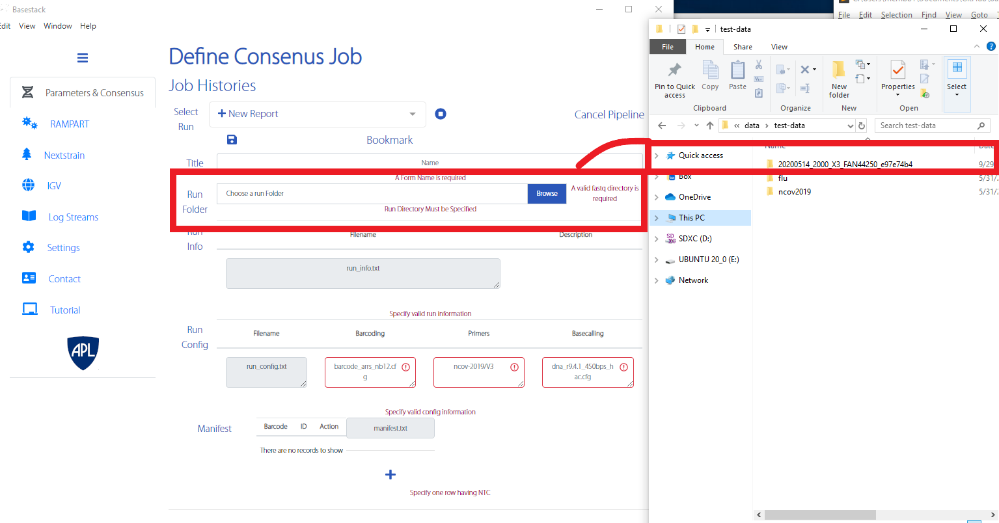 Basestack
Edit View Window Help
Parameters & Consensus
RAMPART
Nextstrain
IGV
Log Streams
Settings
Contact
Tutorial
APL
Define Consenus Job
Job Histories
Select Run
New Report
Cancel Pipeline
Bookmark
Title
Name
A Form Name is required
Run Folder
Choose a run Folder
Browse
A valid fastq directory is
required
Run Directory Must be Specified
Run Info
Filename Description
run_info.txt
Specify valid run information
Run Config
Filename Barcoding Primers Basecalling
run_config.txt
barcode_arrs_nb12.cf
g
ncov-2019/V3
dna_r9.4.1_450bps_h
ac.cfg
Specify valid config information
Manifest
Barcode ID Action
manifest.txt
There are no records to show
Specify one row having NTC
File Edit Selection Find View Goto
test-data
File Home Share View
Pin to Quick
access
Copy
Paste
Clipboard
Organize
New
folder
New
Properties
Open
Select
« data › test-data
Search test-data
Name Date
Quick access
Box
OneDrive
This PC
SDXC (D:)
UBUNTU 20_0 (E:)
Network
20200514_2000_X3_FAN44250_e97e74b4 9/29
flu 5/31/2
ncov2019 5/31/2